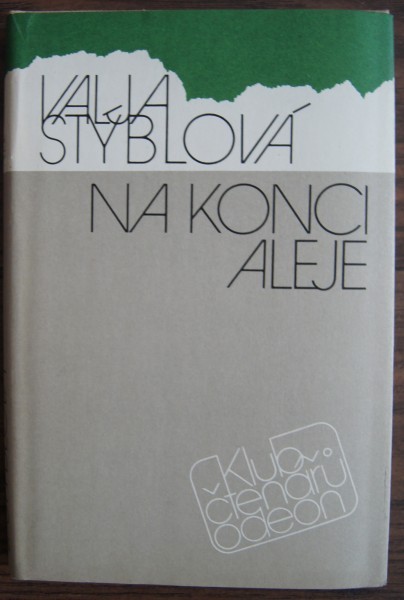 VALJA
STÝBLOVÁ
NA KONCI
ALEJE
Klub
čtenářů
odeon